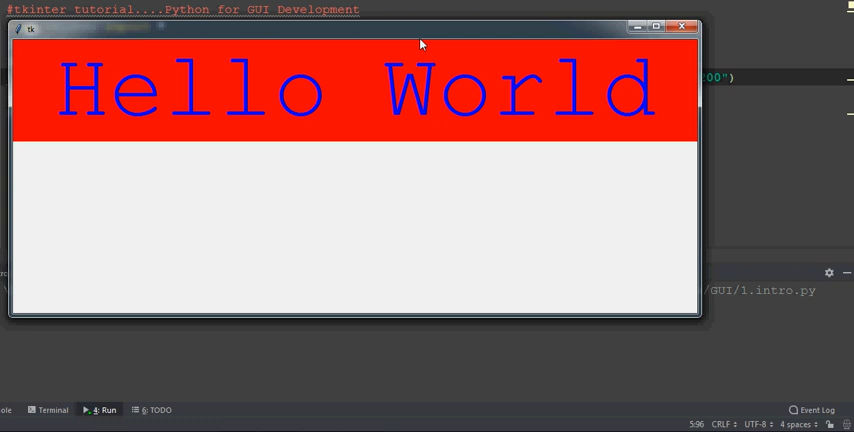 #tkinter tutorial....Python for GUI Development
tk
Hello World
200")
/GUI/1.intro.py
Terminal
4: Run
6: TODO
Event Log
5:96 CRLF UTF-8 4 spaces